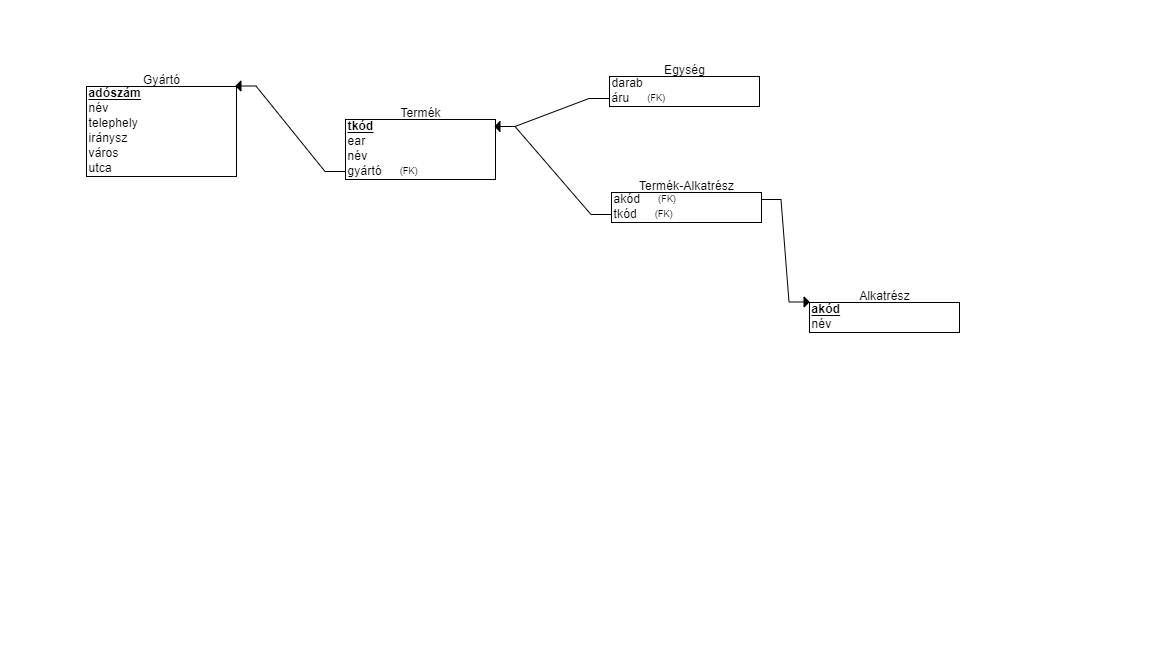 Gyártó
adószám
név
telephely
iránysz
város
utca
Termék
tkód
ear
név
gyártó (FK)
Egység
darab
áru (FK)
Termék-Alkatrész
akód (FK)
tkód (FK)
Alkatrész
akód
név